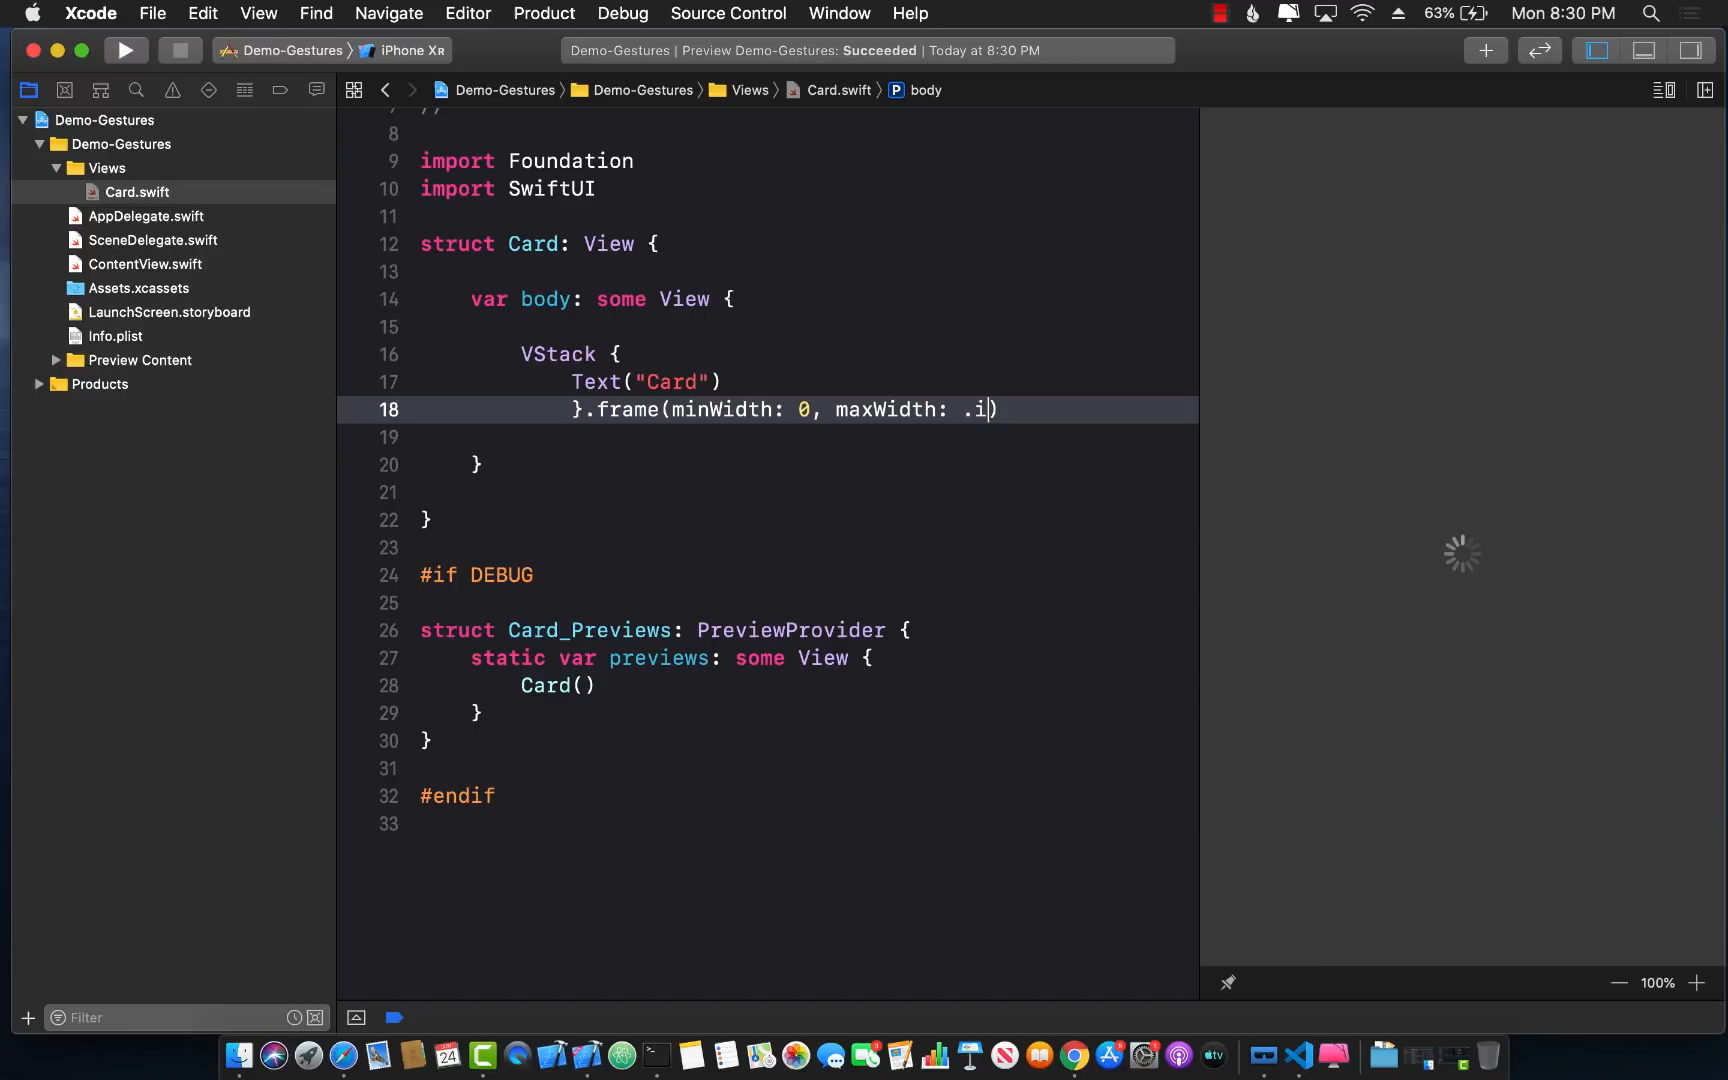 Xcode File Edit View Find Navigate Editor Product Debug Source Control Window Help 63% Mon 8:30 PM
Demo-Gestures iPhone XR Demo-Gestures | Preview Demo-Gestures: Succeeded | Today at 8:30 PM
Demo-Gestures Demo-Gestures Views Card.swift P body
Demo-Gestures
Demo-Gestures
Views
Card.swift
AppDelegate.swift
SceneDelegate.swift
ContentView.swift
Assets.xcassets
LaunchScreen.storyboard
Info.plist
Preview Content
Products
7 //
8
9 import Foundation
10 import SwiftUI
11
12 struct Card: View {
13
14 var body: some View {
15
16 VStack {
17 Text("Card")
18 }.frame(minWidth: 0, maxWidth: .i)
19
20 }
21
22 }
23
24 #if DEBUG
25
26 struct Card_Previews: PreviewProvider {
27 static var previews: some View {
28 Card()
29 }
30 }
31
32 #endif
33
100%
Filter
24
tv